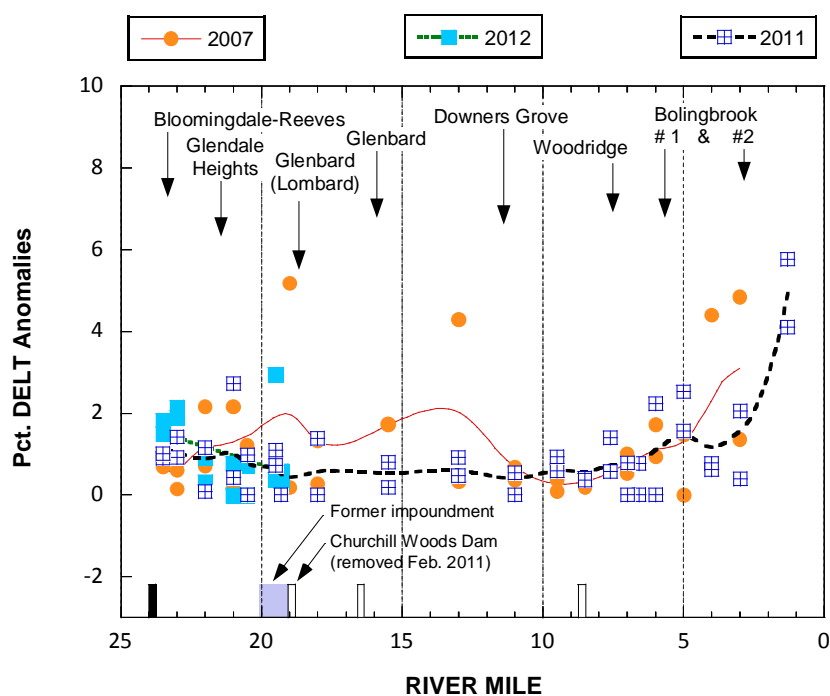 2007
2012
2011
10
8
6
4
2
0
-2
Pct. DELT Anomalies
Bloomingdale-Reeves
Glendale
Heights
Glenbard
(Lombard)
Glenbard
Downers Grove
Woodridge
Bolingbrook
# 1 & #2
Former impoundment
Churchill Woods Dam
(removed Feb. 2011)
25 20 15 10 5 0
RIVER MILE